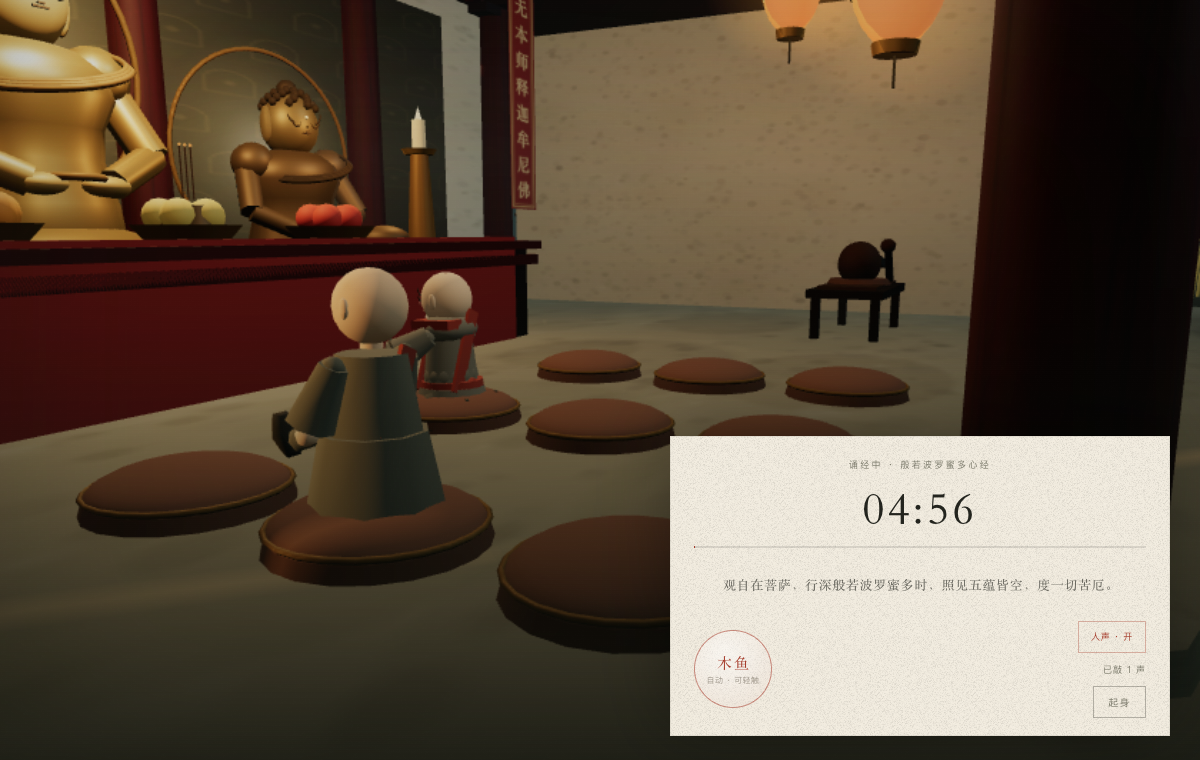 无本师释迦牟尼佛
诵经中 · 般若波罗蜜多心经
04:56
观自在菩萨，行深般若波罗蜜多时，照见五蕴皆空，度一切苦厄。
木鱼
自动 · 可轻触
人声 · 开
已敲 1 声
起身